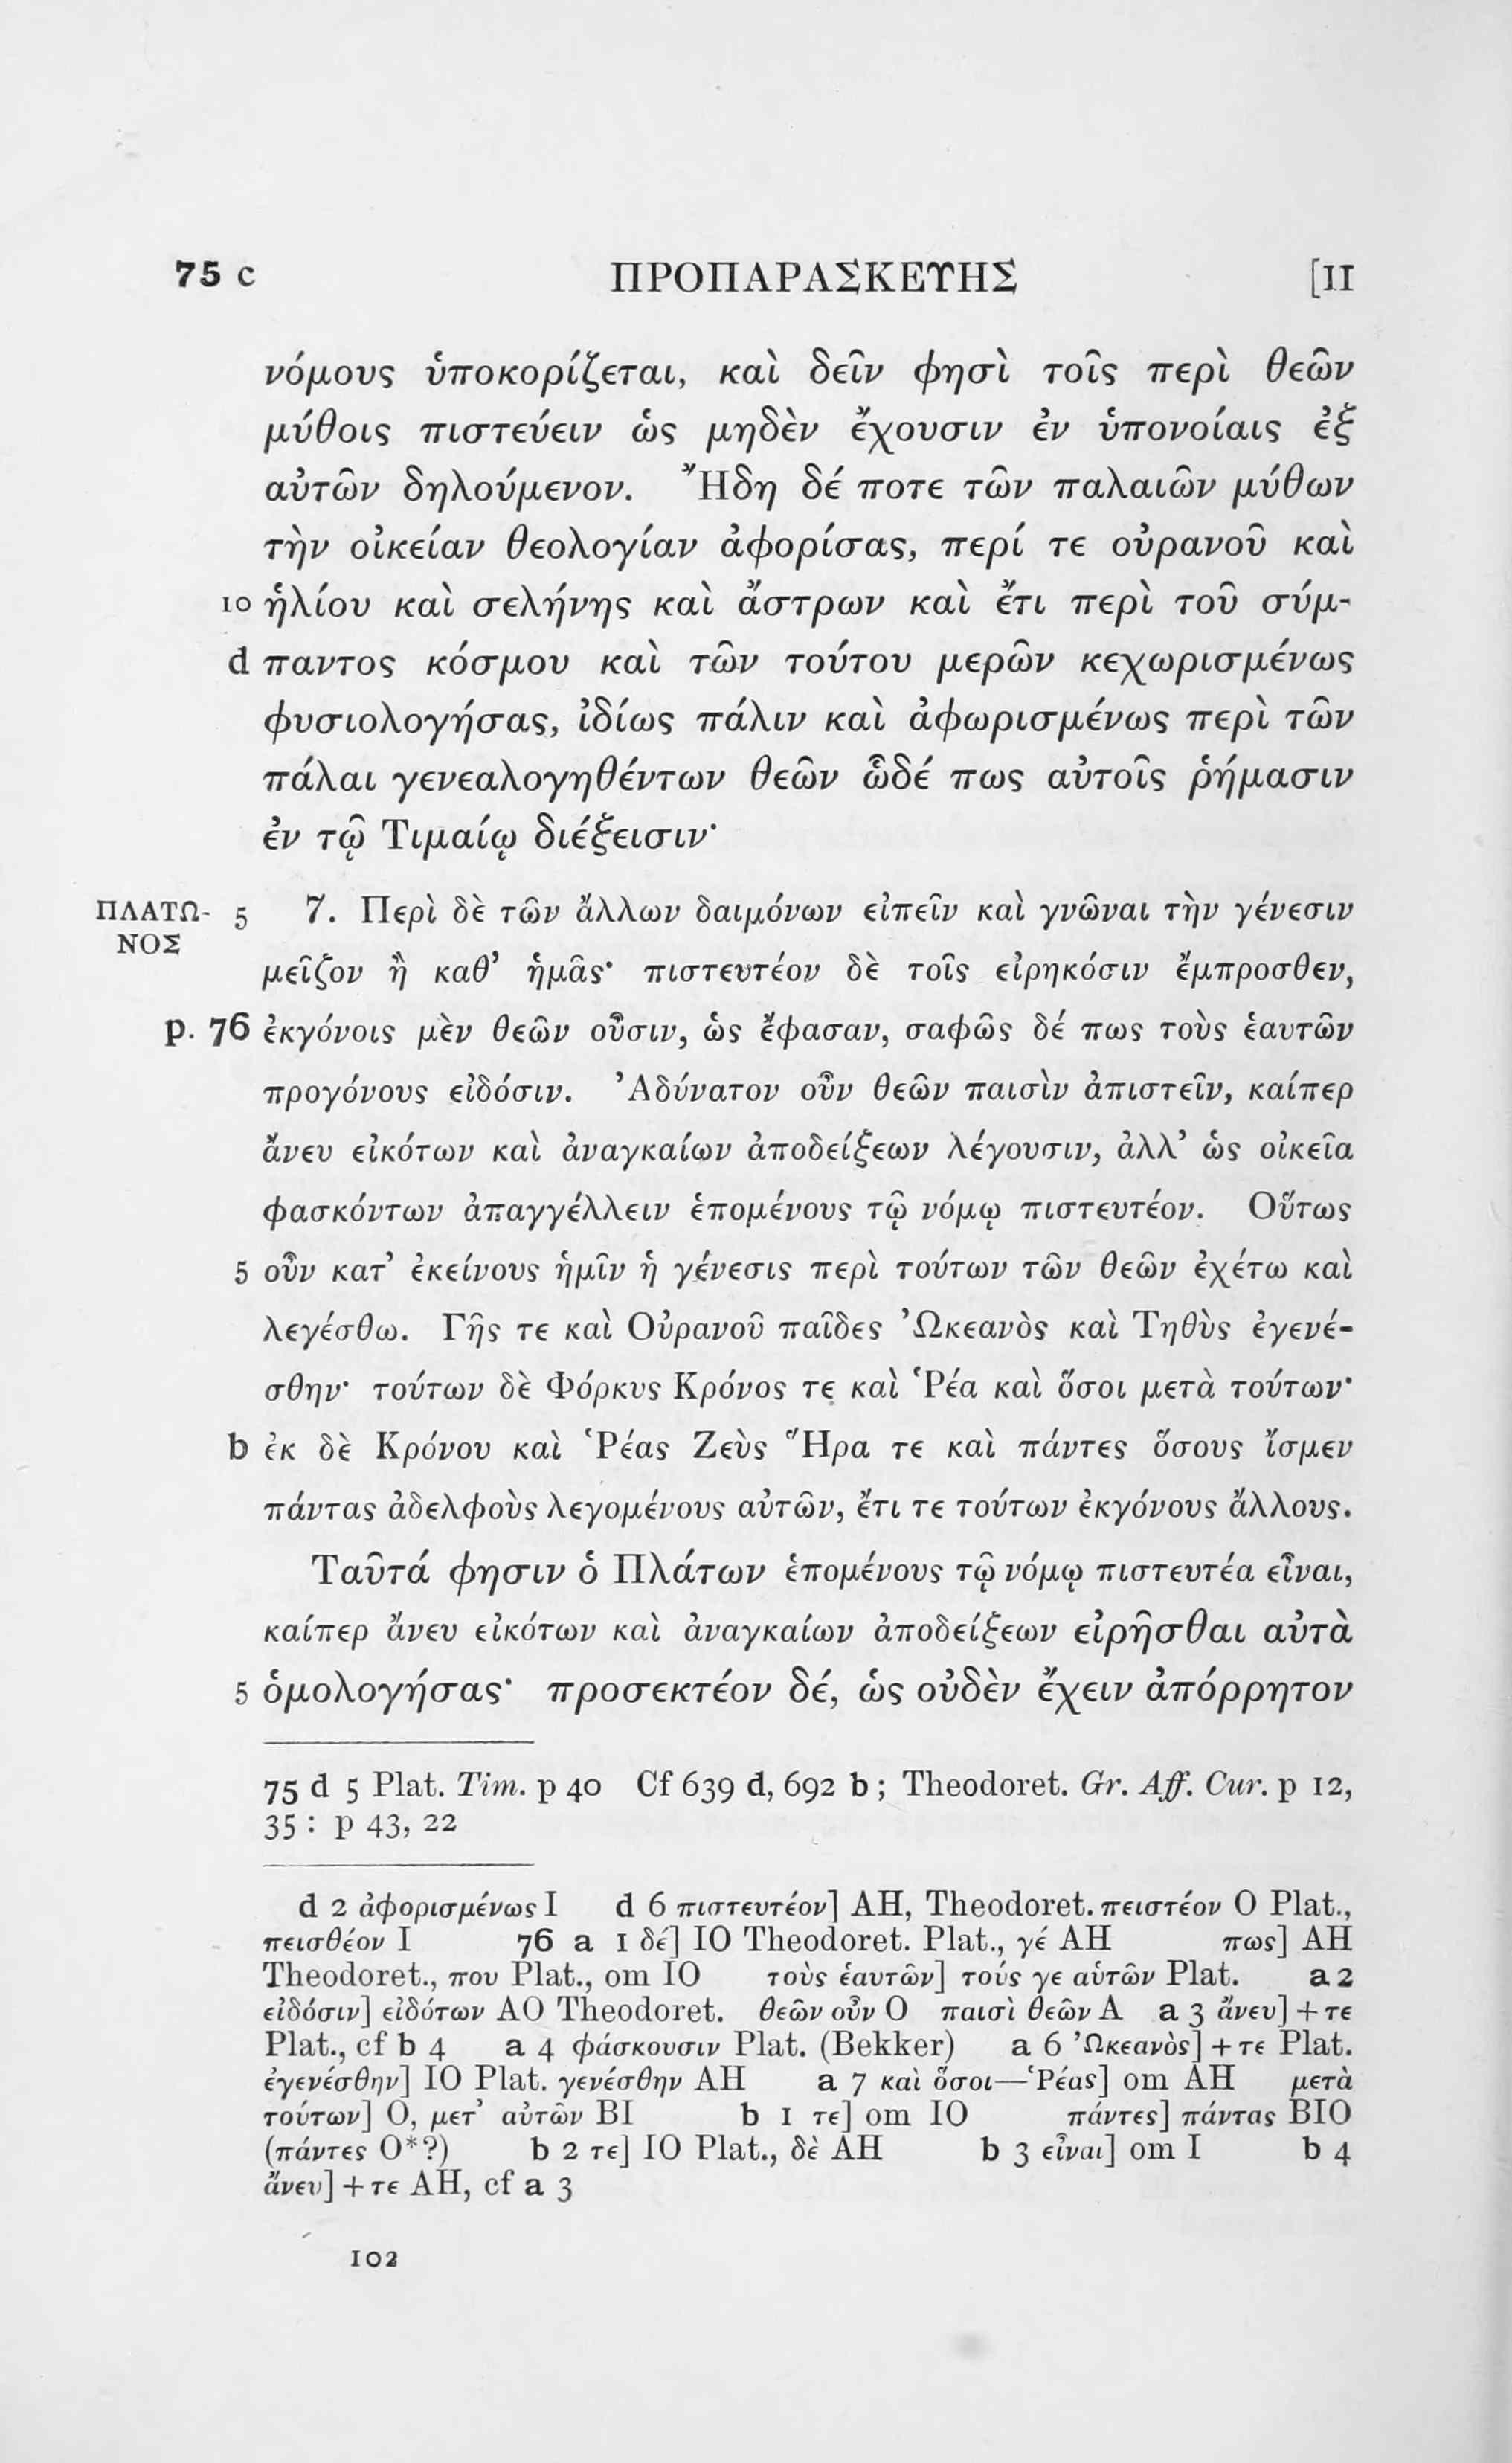 75 c ΠΡΟΠΑΡΑΣΚΕΥΗΣ [II
νόμους ὑποκορίζεται, καὶ δεῖν φησὶ τοῖς περὶ θεῶν
μύθοις πιστεύειν ὡς μηδὲν ἔχουσιν ἐν ὑπονοίαις ἐξ
αὐτῶν δηλούμενον. Ἤδη δέ ποτε τῶν παλαιῶν μύθων
τὴν οἰκείαν θεολογίαν ἀφορίσας, περί τε οὐρανοῦ καὶ
10 ἡλίου καὶ σελήνης καὶ ἄστρων καὶ ἔτι περὶ τοῦ σύμ-
d παντος κόσμου καὶ τῶν τούτου μερῶν κεχωρισμένως
φυσιολογήσας, ἰδίως πάλιν καὶ ἀφωρισμένως περὶ τῶν
πάλαι γενεαλογηθέντων θεῶν ὧδέ πως αὐτοῖς ῥήμασιν
ἐν τῷ Τιμαίῳ διέξεισιν·
ΠΛΑΤΩ- 5 7. Περὶ δὲ τῶν ἄλλων δαιμόνων εἰπεῖν καὶ γνῶναι τὴν γένεσιν
ΝΟΣ
μεῖζον ἢ καθ’ ἡμᾶς· πιστευτέον δὲ τοῖς εἰρηκόσιν ἔμπροσθεν,
p. 76 ἐκγόνοις μὲν θεῶν οὖσιν, ὡς ἔφασαν, σαφῶς δέ πως τοὺς ἑαυτῶν
προγόνους εἰδόσιν. Ἀδύνατον οὖν θεῶν παισὶν ἀπιστεῖν, καίπερ
ἄνευ εἰκότων καὶ ἀναγκαίων ἀποδείξεων λέγουσιν, ἀλλ’ ὡς οἰκεῖα
φασκόντων ἀπαγγέλλειν ἑπομένους τῷ νόμῳ πιστευτέον. Οὕτως
5 οὖν κατ’ ἐκείνους ἡμῖν ἡ γένεσις περὶ τούτων τῶν θεῶν ἐχέτω καὶ
λεγέσθω. Γῆς τε καὶ Οὐρανοῦ παῖδες Ὠκεανὸς καὶ Τηθὺς ἐγενέ-
σθην· τούτων δὲ Φόρκυς Κρόνος τε καὶ Ῥέα καὶ ὅσοι μετὰ τούτων·
b ἐκ δὲ Κρόνου καὶ Ῥέας Ζεὺς Ἥρα τε καὶ πάντες ὅσους ἴσμεν
πάντας ἀδελφοὺς λεγομένους αὐτῶν, ἔτι τε τούτων ἐκγόνους ἄλλους.
Ταῦτά φησιν ὁ Πλάτων ἑπομένους τῷ νόμῳ πιστευτέα εἶναι,
καίπερ ἄνευ εἰκότων καὶ ἀναγκαίων ἀποδείξεων εἰρῆσθαι αὐτὰ
5 ὁμολογήσας· προσεκτέον δέ, ὡς οὐδὲν ἔχειν ἀπόρρητον
75 d 5 Plat. Tim. p 40 Cf 639 d, 692 b; Theodoret. Gr. Aff. Cur. p 12,
35: p 43, 22
d 2 ἀφορισμένως I d 6 πιστευτέον] AH, Theodoret. πειστέον O Plat.,
πεισθέον I 76 a 1 δέ] IO Theodoret. Plat., γέ AH πως] AH
Theodoret., που Plat., om IO τοὺς ἑαυτῶν] τούς γε αὑτῶν Plat. a 2
εἰδόσιν] εἰδότων AO Theodoret. θεῶν οὖν O παισὶ θεῶν A a 3 ἄνευ] + τε
Plat., cf b 4 a 4 φάσκουσιν Plat. (Bekker) a 6 Ὠκεανὸς] + τε Plat.
ἐγενέσθην] IO Plat. γενέσθην AH a 7 καὶ ὅσοι—Ῥέας] om AH μετὰ
τούτων] O, μετ’ αὐτῶν BI b 1 τε] om IO πάντες] πάντας BIO
(πάντες O*?) b 2 τε] IO Plat., δὲ AH b 3 εἶναι] om I b 4
ἄνευ] + τε AH, cf a 3
102